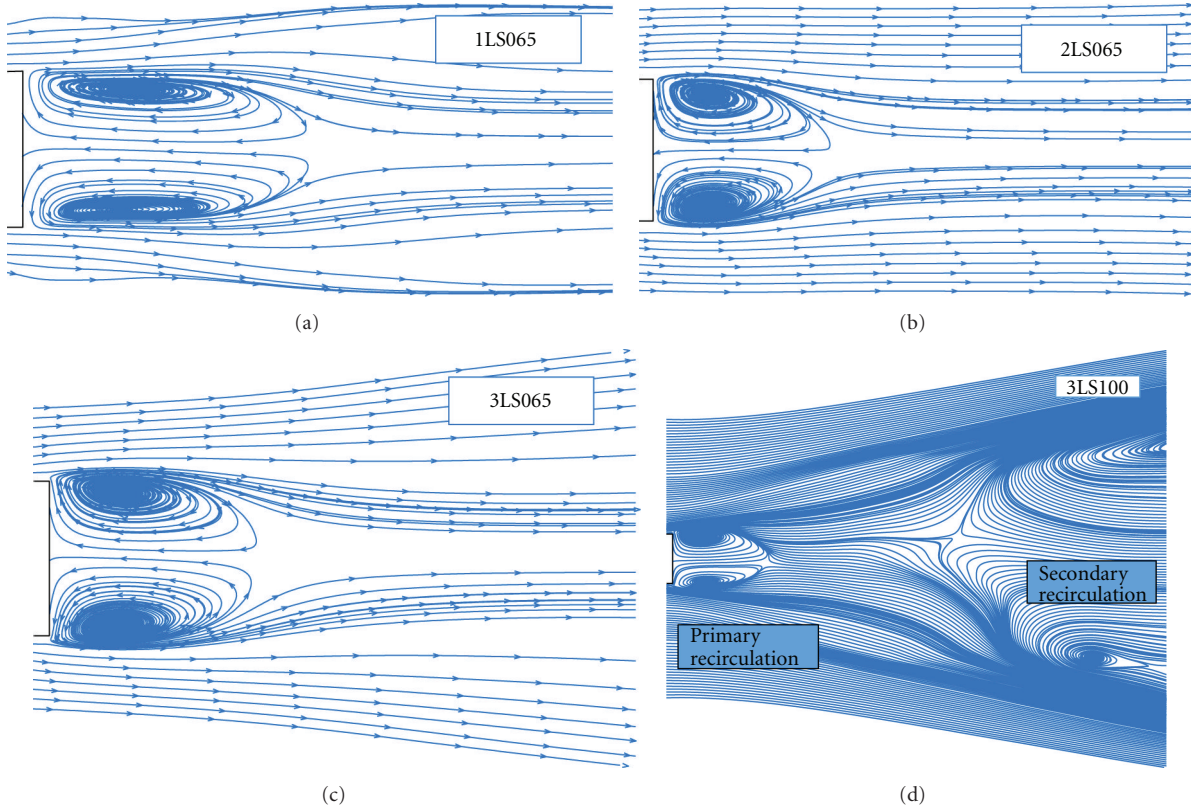 1LS065
2LS065
(a)
(b)
3LS065
3LS100
Primary
recirculation
Secondary
recirculation
(c)
(d)